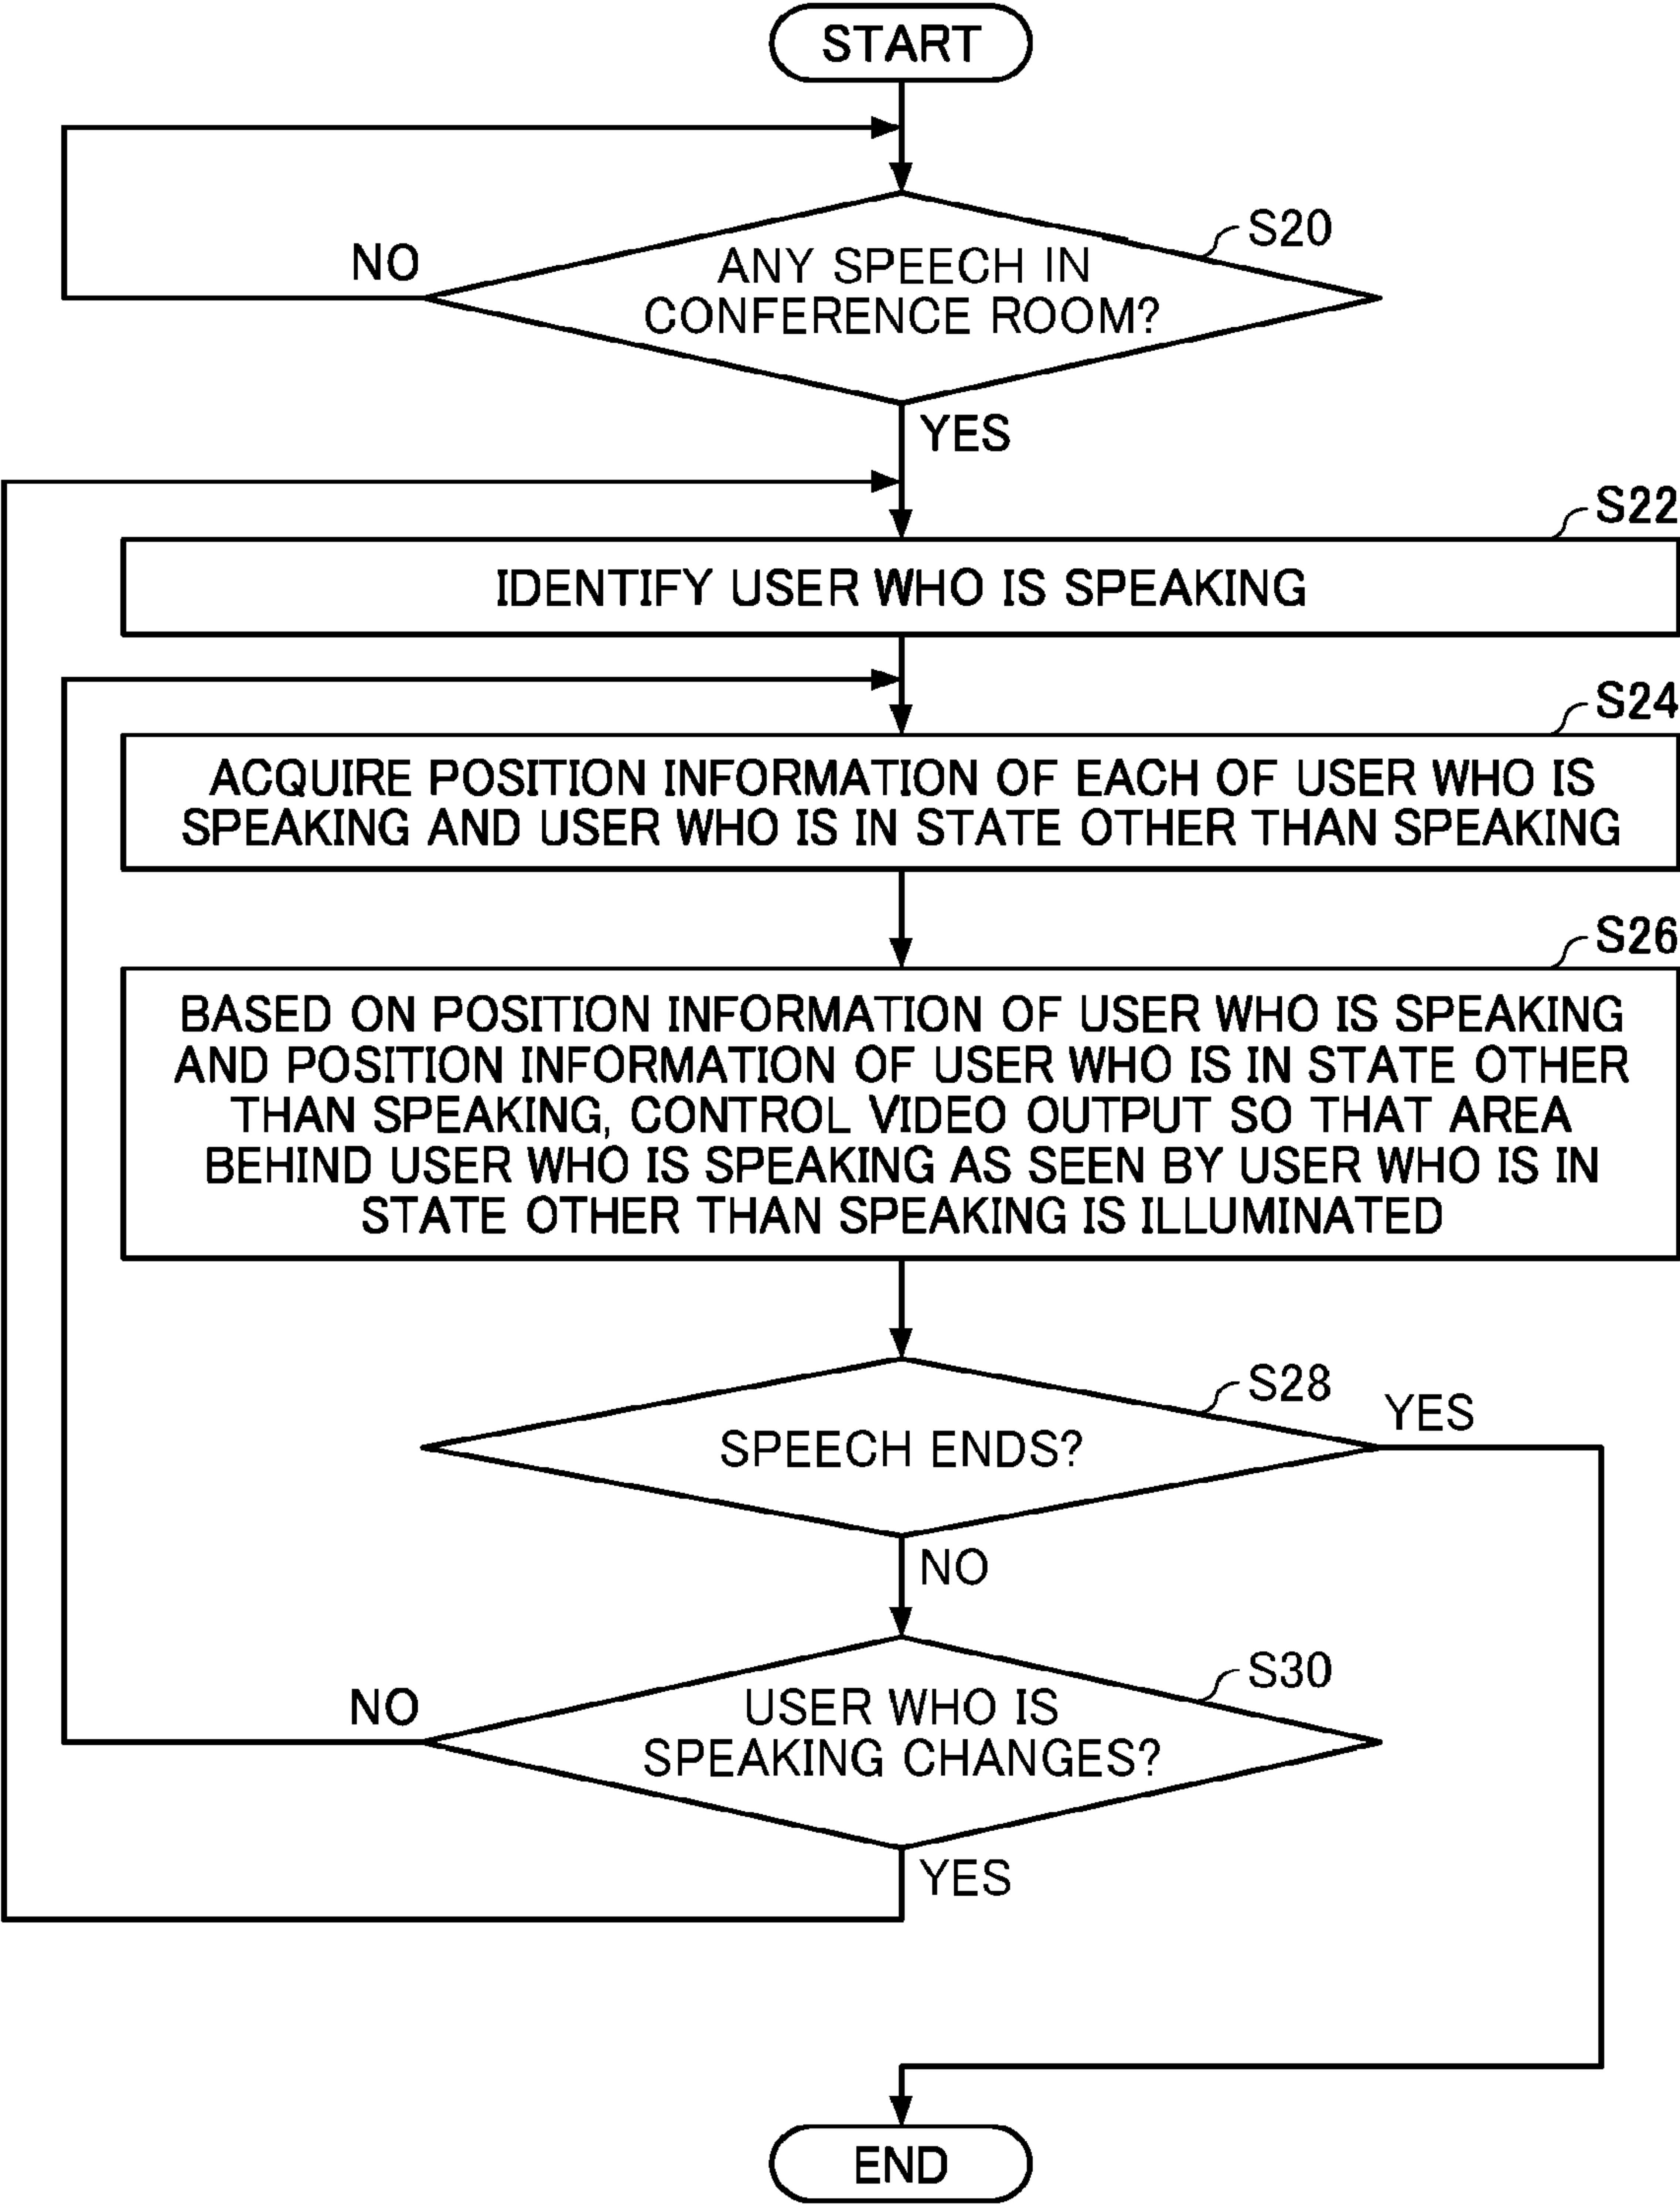 START
S20
NO
ANY SPEECH IN
CONFERENCE ROOM?
YES
S22
IDENTIFY USER WHO IS SPEAKING
S24
ACQUIRE POSITION INFORMATION OF EACH OF USER WHO IS
SPEAKING AND USER WHO IS IN STATE OTHER THAN SPEAKING
S26
BASED ON POSITION INFORMATION OF USER WHO IS SPEAKING
AND POSITION INFORMATION OF USER WHO IS IN STATE OTHER
THAN SPEAKING, CONTROL VIDEO OUTPUT SO THAT AREA
BEHIND USER WHO IS SPEAKING AS SEEN BY USER WHO IS IN
STATE OTHER THAN SPEAKING IS ILLUMINATED
S28
YES
SPEECH ENDS?
NO
S30
NO
USER WHO IS
SPEAKING CHANGES?
YES
END